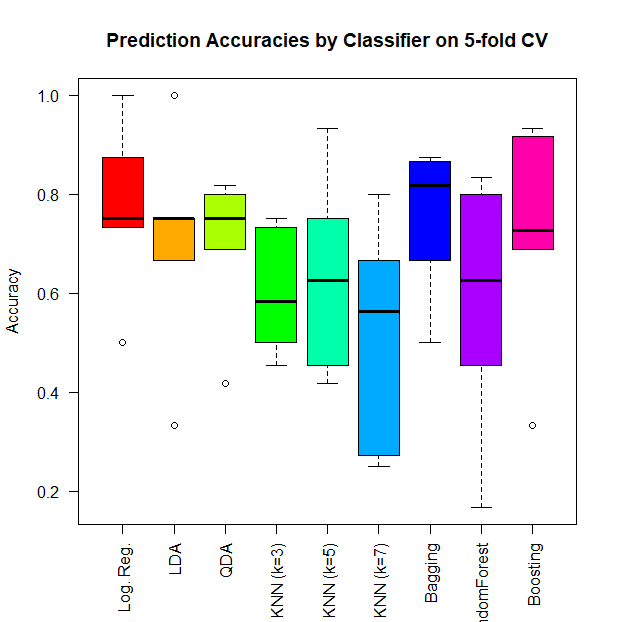 Prediction Accuracies by Classifier on 5-fold CV
Accuracy
1.0
0.8
0.6
0.4
0.2
Log. Reg.
LDA
QDA
KNN (k=3)
KNN (k=5)
KNN (k=7)
Bagging
ndomForest
Boosting